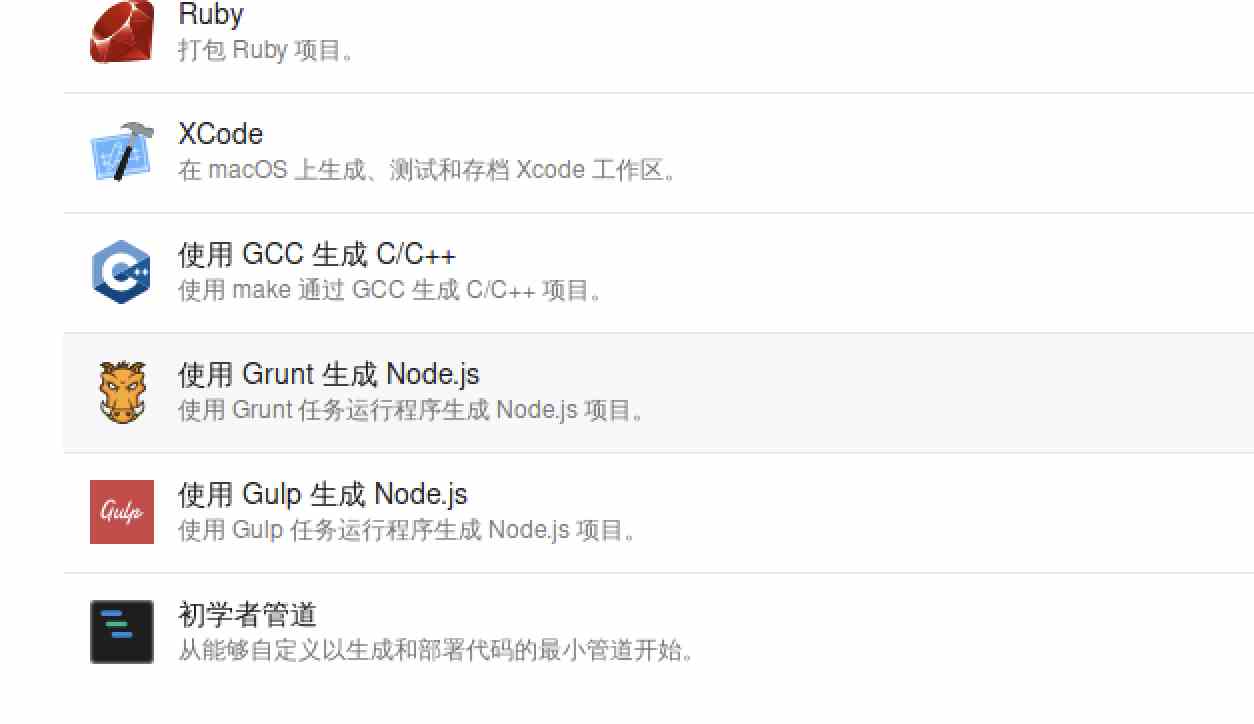 Ruby
打包 Ruby 项目。
XCode
在 macOS 上生成、测试和存档 Xcode 工作区。
使用 GCC 生成 C/C++
使用 make 通过 GCC 生成 C/C++ 项目。
使用 Grunt 生成 Node.js
使用 Grunt 任务运行程序生成 Node.js 项目。
使用 Gulp 生成 Node.js
Gulp
使用 Gulp 任务运行程序生成 Node.js 项目。
初学者管道
从能够自定义以生成和部署代码的最小管道开始。